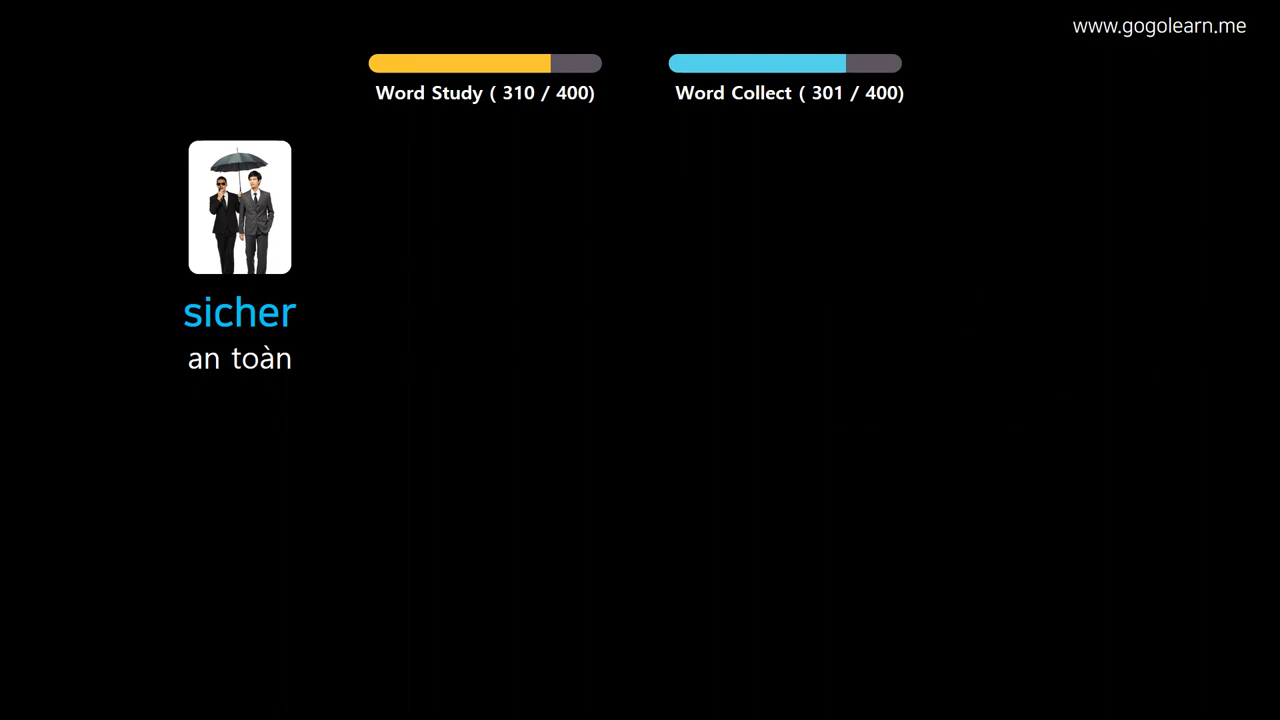 www.gogolearn.me
Word Study ( 310 / 400)
Word Collect ( 301 / 400)
sicher
an toàn